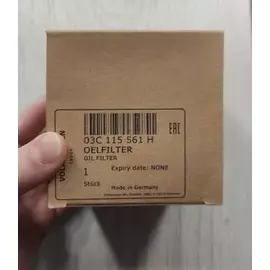 03C 115 561 H
OELFILTER
OIL FILTER
EAC
Expiry date: NONE
1
Stück
Made in Germany